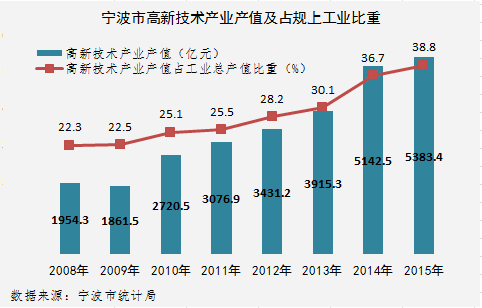 宁波市高新技术产业产值及占规上工业比重
高新技术产业产值（亿元）
高新技术产业产值占工业总产值比重（%）
22.3 22.5 25.1 25.5 28.2 30.1 36.7 38.8
1954.3 1861.5 2720.5 3076.9 3431.2 3915.3 5142.5 5383.4
2008年 2009年 2010年 2011年 2012年 2013年 2014年 2015年
数据来源：宁波市统计局